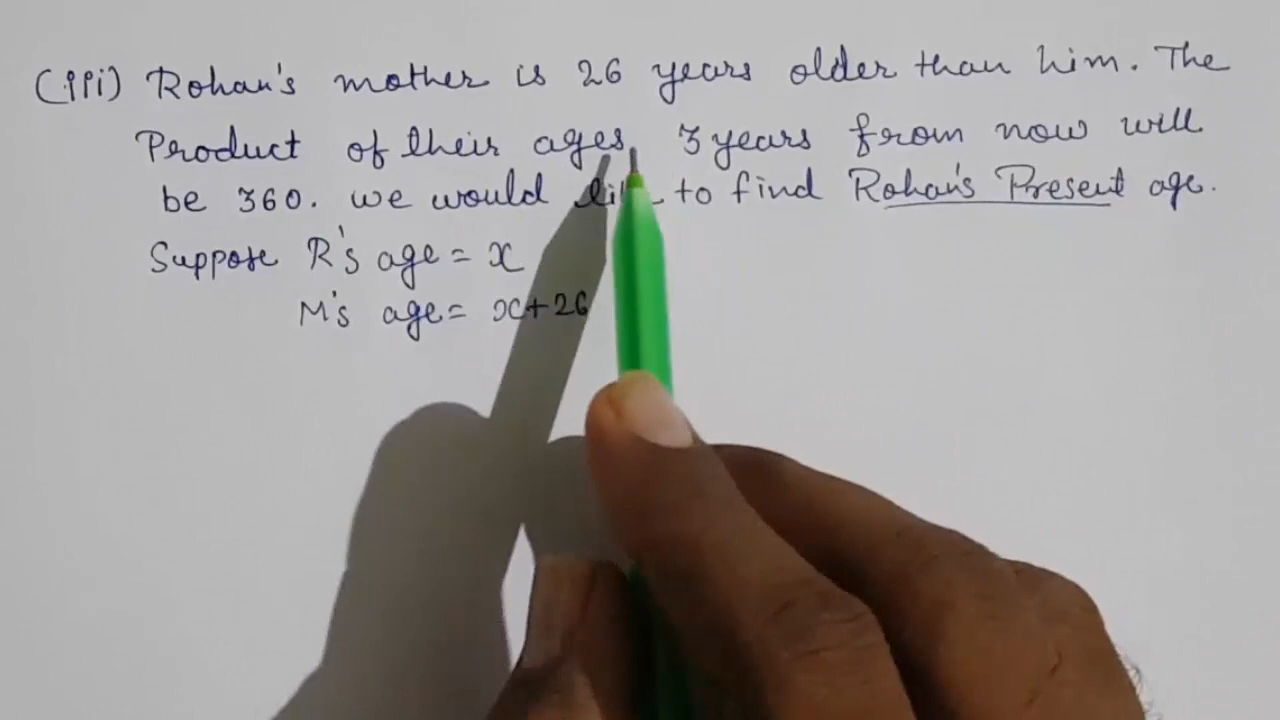 (iii) Rohan's mother is 26 years older than him. The
Product of their ages, 3 years from now will
be 360. we would to find Rohan's Present age.
Suppose R's age = x
M's age = x+26